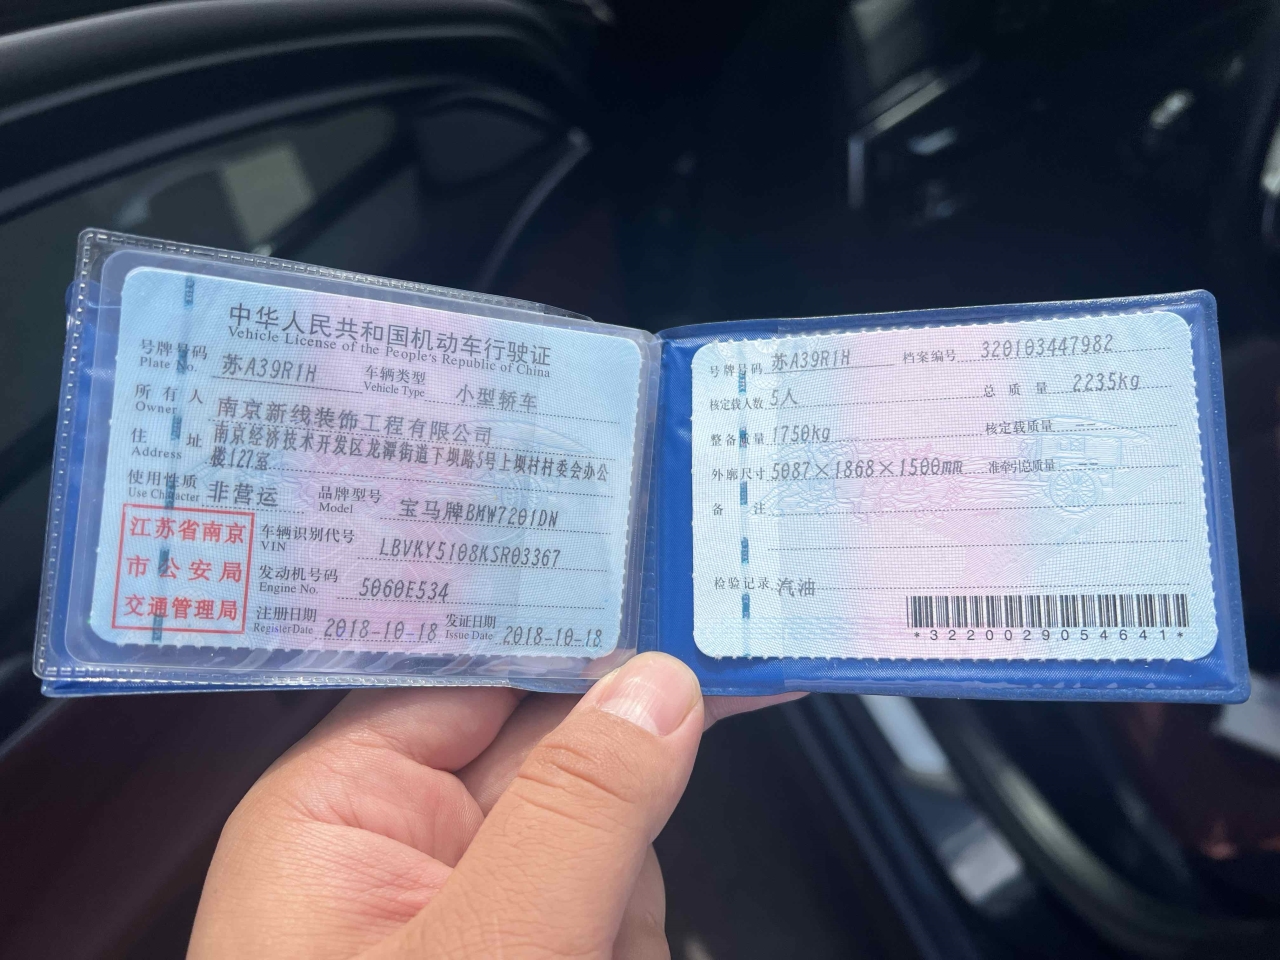 中华人民共和国机动车行驶证
Vehicle License of the People's Republic of China
号牌号码 苏A39R1H 车辆类型 小型轿车
Plate No. Vehicle Type
所有人 南京新线装饰工程有限公司
Owner
住址 南京经济技术开发区龙潭街道下坝路5号上坝村村委会办公
Address 楼127室
使用性质 非营运 品牌型号 宝马牌BMW7201DN
Use Character Model
江苏省南京
市公安局
交通管理局
车辆识别代号 LBVKY5108KSR03367
VIN
发动机号码 5060E534
Engine No.
注册日期 2018-10-18 发证日期 2018-10-18
Register Date Issue Date
号牌号码 苏A39R1H 档案编号 320103447982
核定载人数 5人 总质量 2235kg
整备质量 1750kg 核定载质量 --
外廓尺寸 5087×1868×1500mm 准牵引总质量 --
备注
检验记录 汽油
*3220029054641*